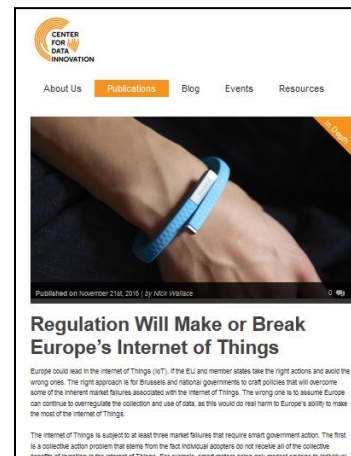 CENTER
FOR
DATA
INNOVATION
About Us Publications Blog Events Resources
In Depth
Published on November 21st, 2016 | by Nick Wallace 0
Regulation Will Make or Break
Europe's Internet of Things
Europe could lead in the Internet of Things (IoT), if the EU and member states take the right actions and avoid the
wrong ones. The right approach is for Brussels and national governments to craft policies that will overcome
some of the inherent market failures associated with the Internet of Things. The wrong one is to assume Europe
can continue to overregulate the collection and use of data, as this would do real harm to Europe's ability to make
the most of the Internet of Things.
The Internet of Things is subject to at least three market failures that require smart government action. The first
is a collective action problem that stems from the fact individual adopters do not receive all of the collective